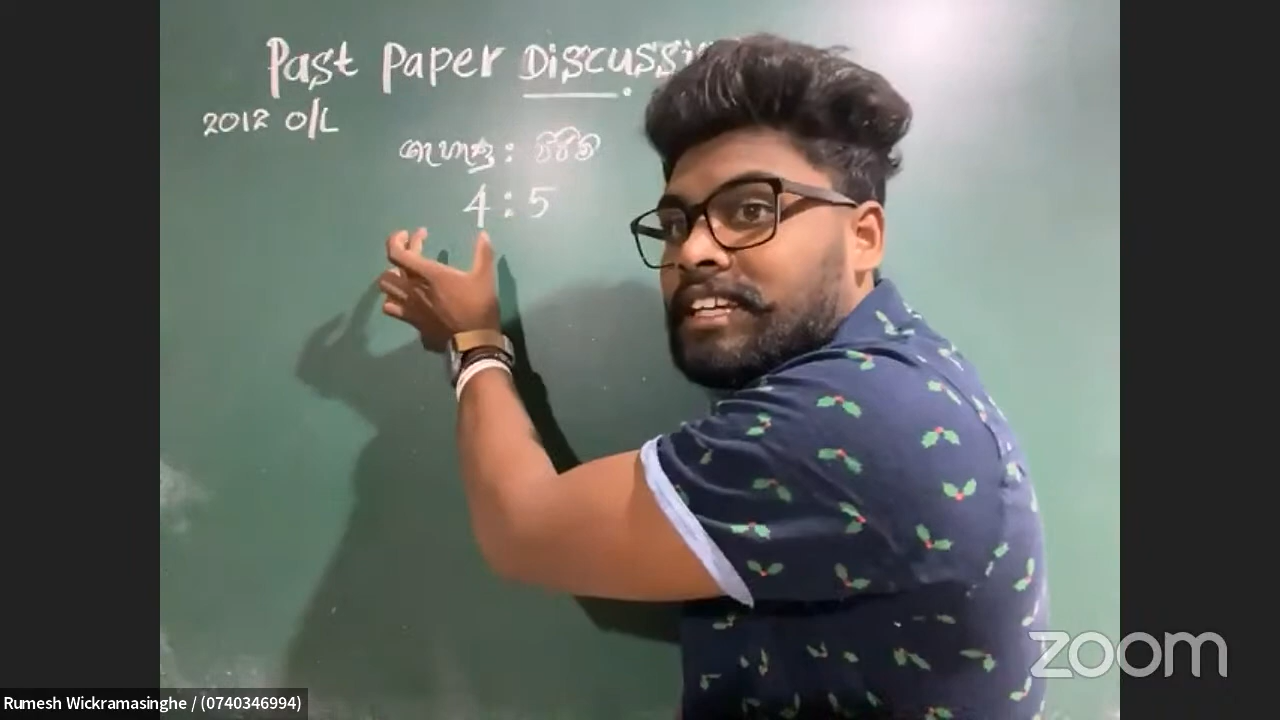 Past Paper Discussi
2012 O/L
:
4 : 5
zoom
Rumesh Wickramasinghe / (0740346994)